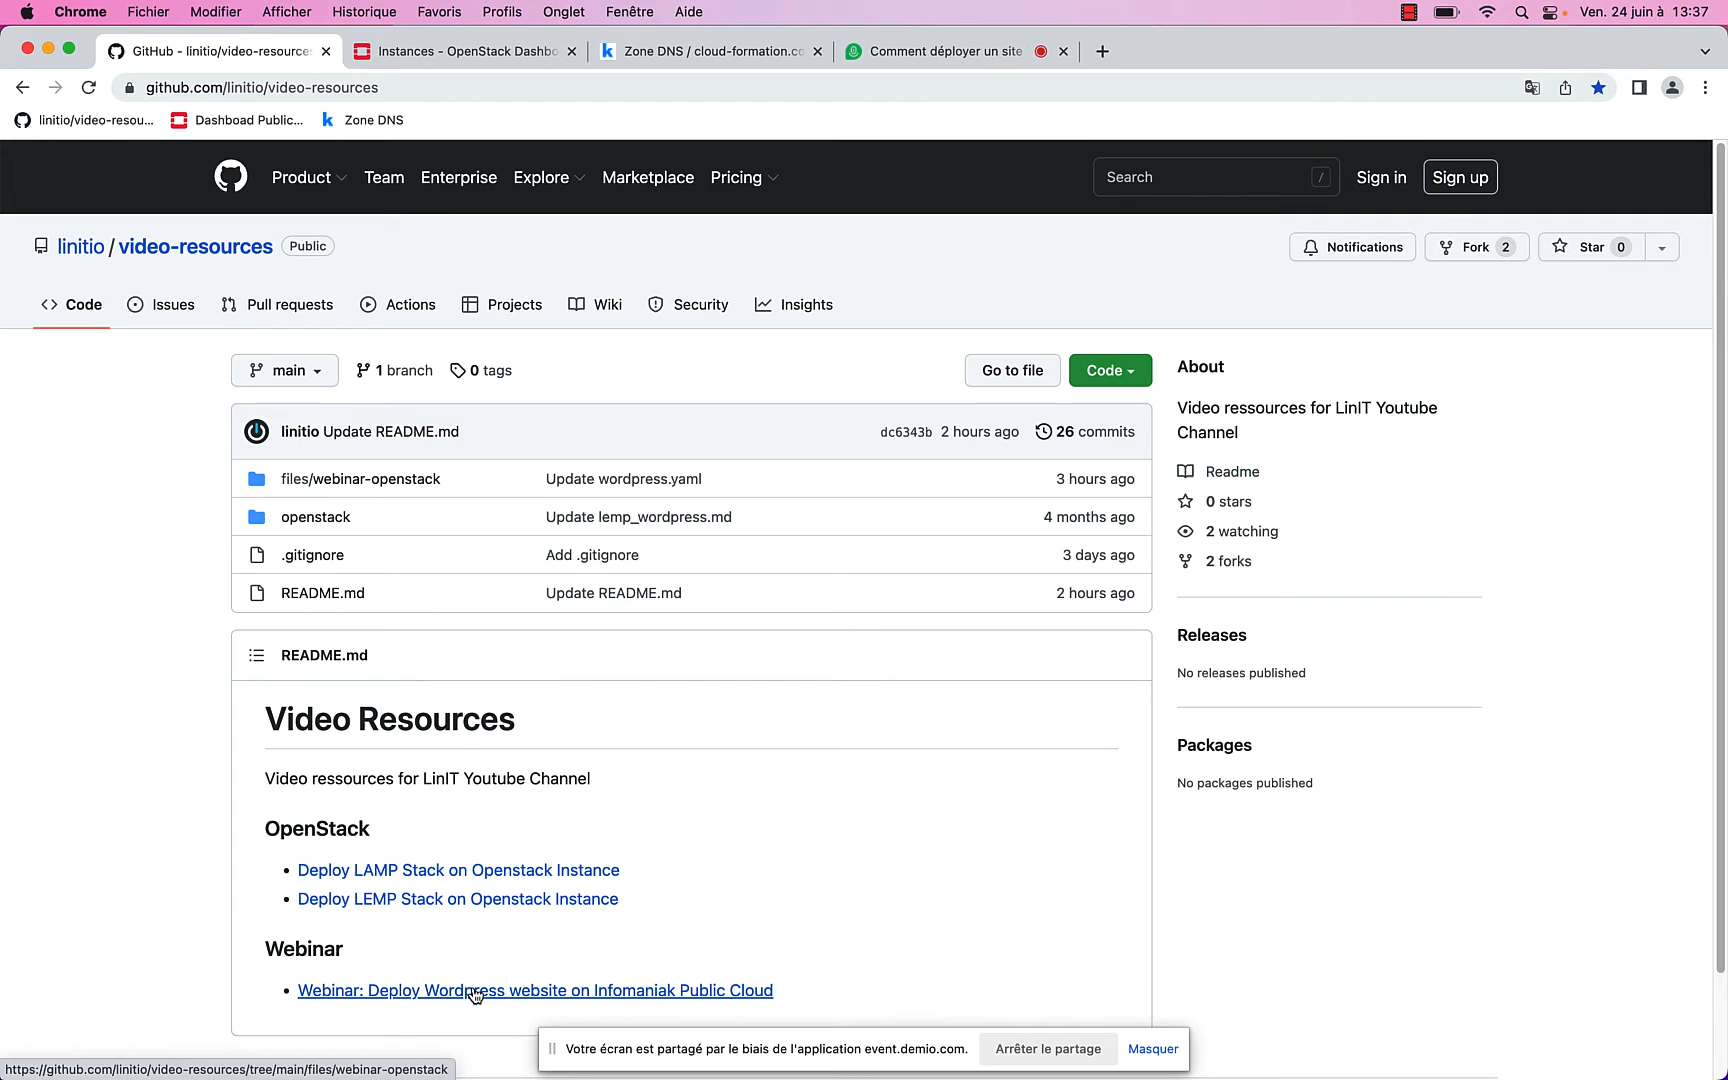 Chrome Fichier Modifier Afficher Historique Favoris Profils Onglet Fenêtre Aide Ven. 24 juin à 13:37
GitHub - linitio/video-resources Instances - OpenStack Dashbo Zone DNS / cloud-formation.co Comment déployer un site
github.com/linitio/video-resources
linitio/video-resou... Dashboad Public... Zone DNS
Product Team Enterprise Explore Marketplace Pricing Search / Sign in Sign up
linitio / video-resources Public Notifications Fork 2 Star 0
Code Issues Pull requests Actions Projects Wiki Security Insights
main 1 branch 0 tags Go to file Code
linitio Update README.md dc6343b 2 hours ago 26 commits
files/webinar-openstack Update wordpress.yaml 3 hours ago
openstack Update lemp_wordpress.md 4 months ago
.gitignore Add .gitignore 3 days ago
README.md Update README.md 2 hours ago
About
Video ressources for LinIT Youtube
Channel
Readme
0 stars
2 watching
2 forks
Releases
No releases published
Packages
No packages published
README.md
Video Resources
Video ressources for LinIT Youtube Channel
OpenStack
Deploy LAMP Stack on Openstack Instance
Deploy LEMP Stack on Openstack Instance
Webinar
Webinar: Deploy Wordpress website on Infomaniak Public Cloud
Votre écran est partagé par le biais de l'application event.demio.com. Arrêter le partage Masquer
https://github.com/linitio/video-resources/tree/main/files/webinar-openstack